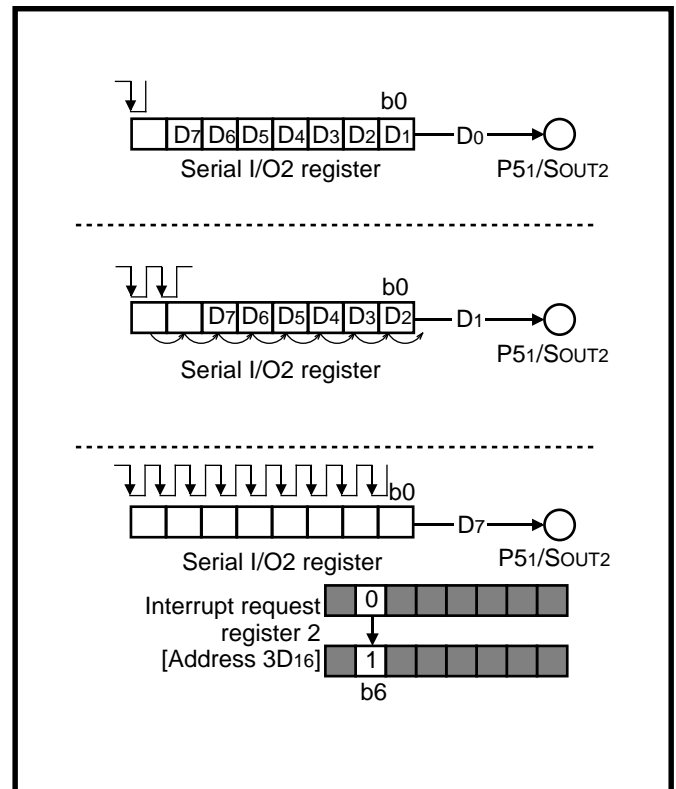 b0
D7 D6 D5 D4 D3 D2 D1 D0
Serial I/O2 register P51/SOUT2
b0
D7 D6 D5 D4 D3 D2 D1
Serial I/O2 register P51/SOUT2
b0
D7
Serial I/O2 register P51/SOUT2
Interrupt request 0
register 2
[Address 3D16] 1
b6